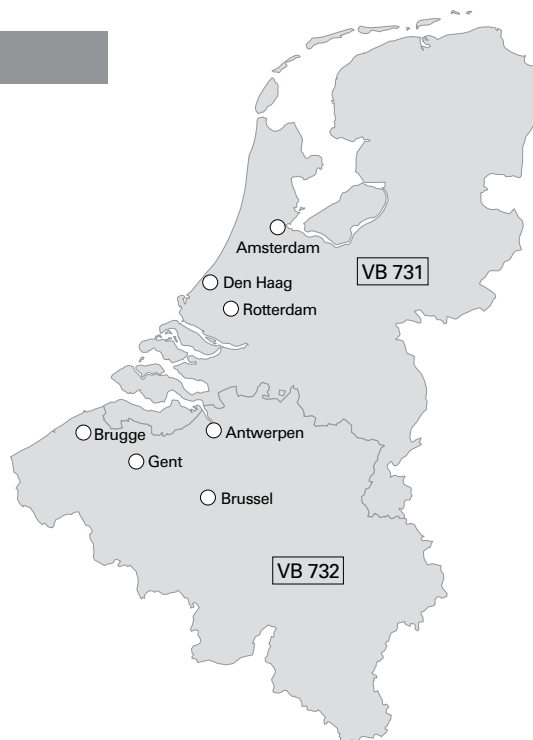 Amsterdam
Den Haag
VB 731
Rotterdam
Brugge
Antwerpen
Gent
Brussel
VB 732